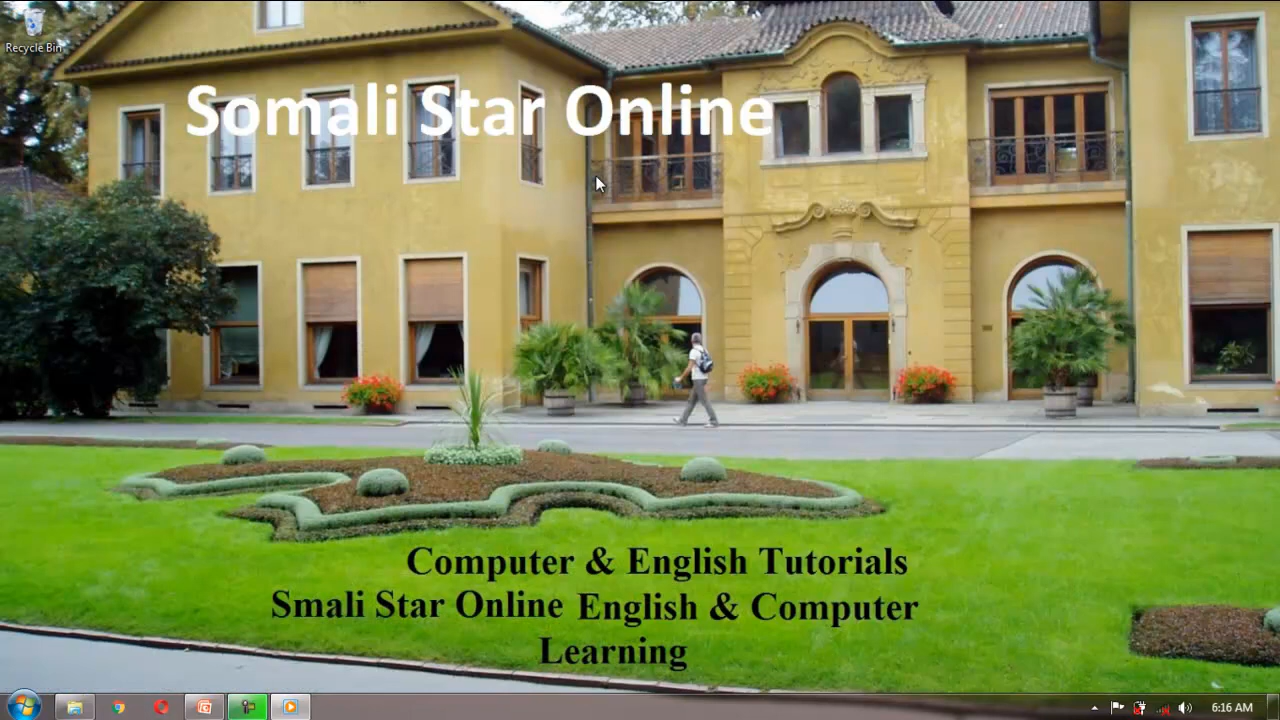 Recycle Bin
Somali Star Online
Computer & English Tutorials
Smali Star Online English & Computer
Learning
6:16 AM